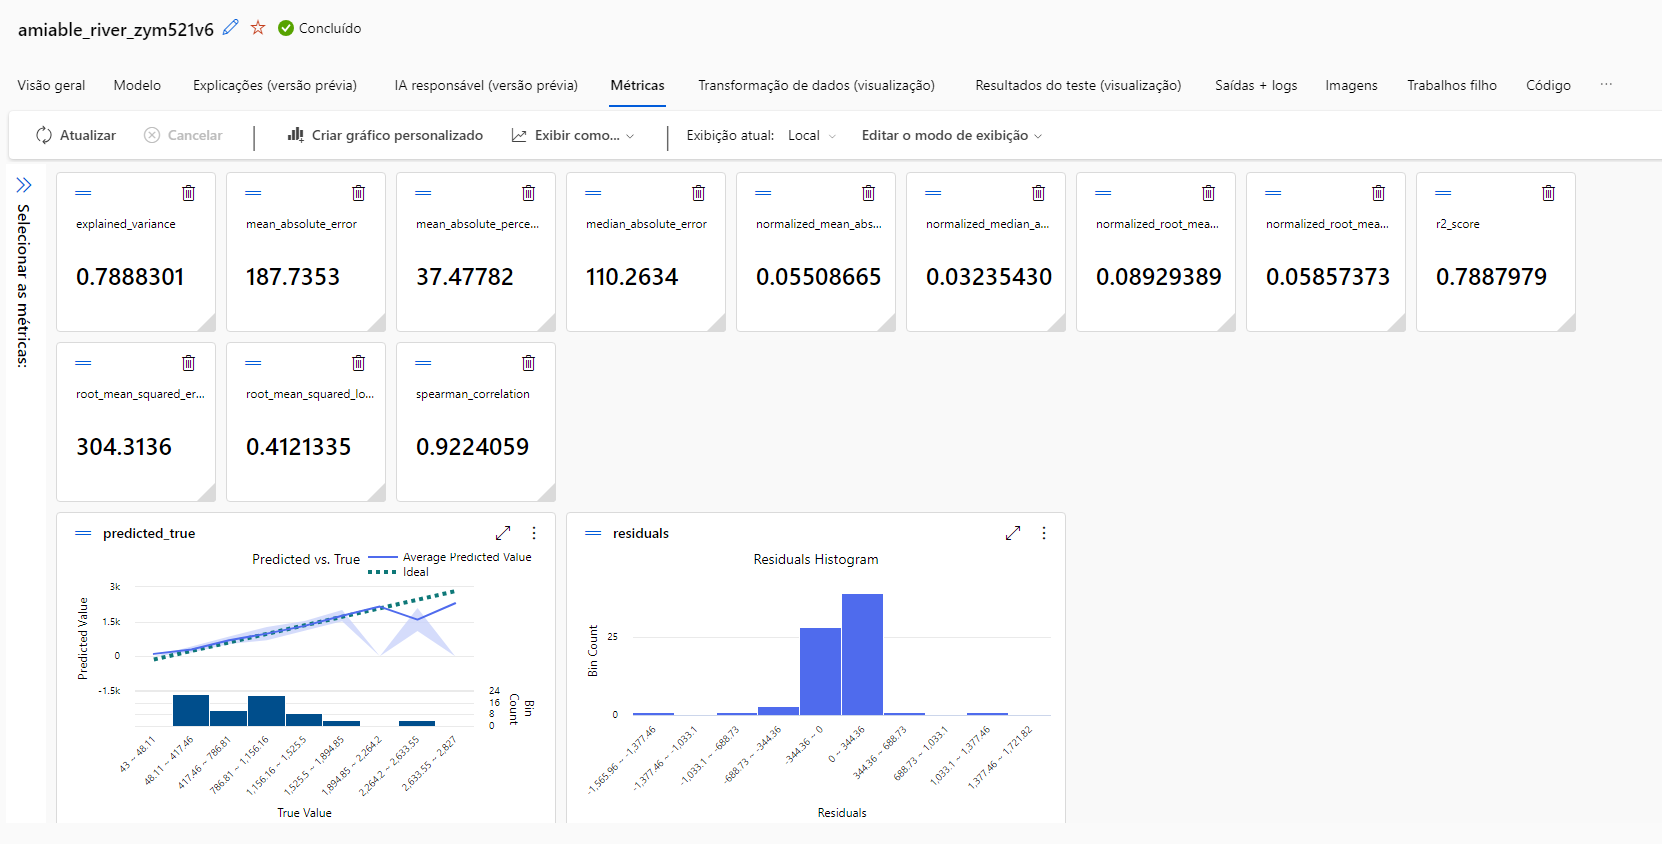 amiable_river_zym521v6
Concluído
Visão geral
Modelo
Explicações (versão prévia)
IA responsável (versão prévia)
Métricas
Transformação de dados (visualização)
Resultados do teste (visualização)
Saídas + logs
Imagens
Trabalhos filho
Código
...
Atualizar
Cancelar
Criar gráfico personalizado
Exibir como...
Exibição atual: Local
Editar o modo de exibição
Selecionar as métricas:
explained_variance
0.7888301
mean_absolute_error
187.7353
mean_absolute_perce...
37.47782
median_absolute_error
110.2634
normalized_mean_abs...
0.05508665
normalized_median_a...
0.03235430
normalized_root_mea...
0.08929389
normalized_root_mea...
0.05857373
r2_score
0.7887979
root_mean_squared_er...
304.3136
root_mean_squared_lo...
0.4121335
spearman_correlation
0.9224059
predicted_true
Predicted vs. True
Average Predicted Value
Ideal
Predicted Value
3k
1.5k
0
-1.5k
24
16
8
0
Bin Count
43 ~ 48.11
48.11 ~ 417.46
417.46 ~ 786.81
786.81 ~ 1,156.16
1,156.16 ~ 1,525.5
1,525.5 ~ 1,894.85
1,894.85 ~ 2,264.2
2,264.2 ~ 2,633.55
2,633.55 ~ 2,827
True Value
residuals
Residuals Histogram
Bin Count
25
0
-1,565.96 ~ -1,377.46
-1,377.46 ~ -1,033.1
-1,033.1 ~ -688.73
-688.73 ~ -344.36
-344.36 ~ 0
0 ~ 344.36
344.36 ~ 688.73
688.73 ~ 1,033.1
1,033.1 ~ 1,377.46
1,377.46 ~ 1,721.82
Residuals